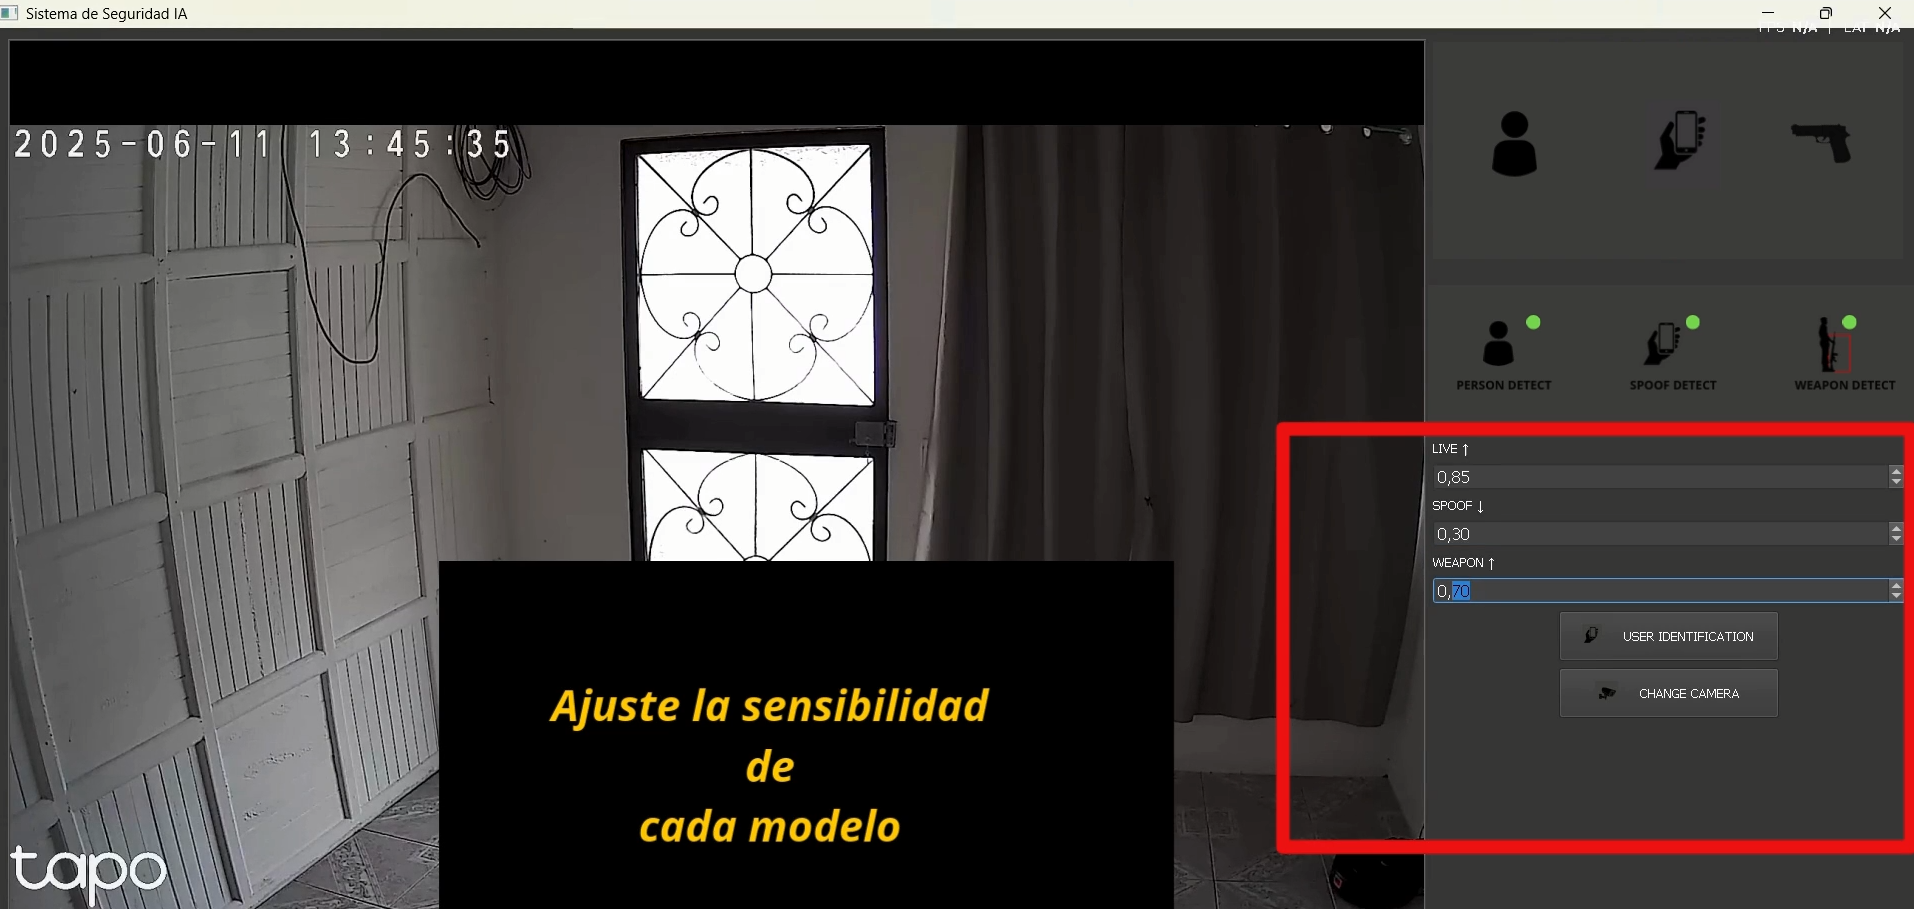 Sistema de Seguridad IA
N/A | LAT N/A
2025-06-11 13:45:35
PERSON DETECT
SPOOF DETECT
WEAPON DETECT
LIVE ↑
0,85
SPOOF ↓
0,30
WEAPON ↑
0,70
USER IDENTIFICATION
CHANGE CAMERA
Ajuste la sensibilidad
de
cada modelo
tapo